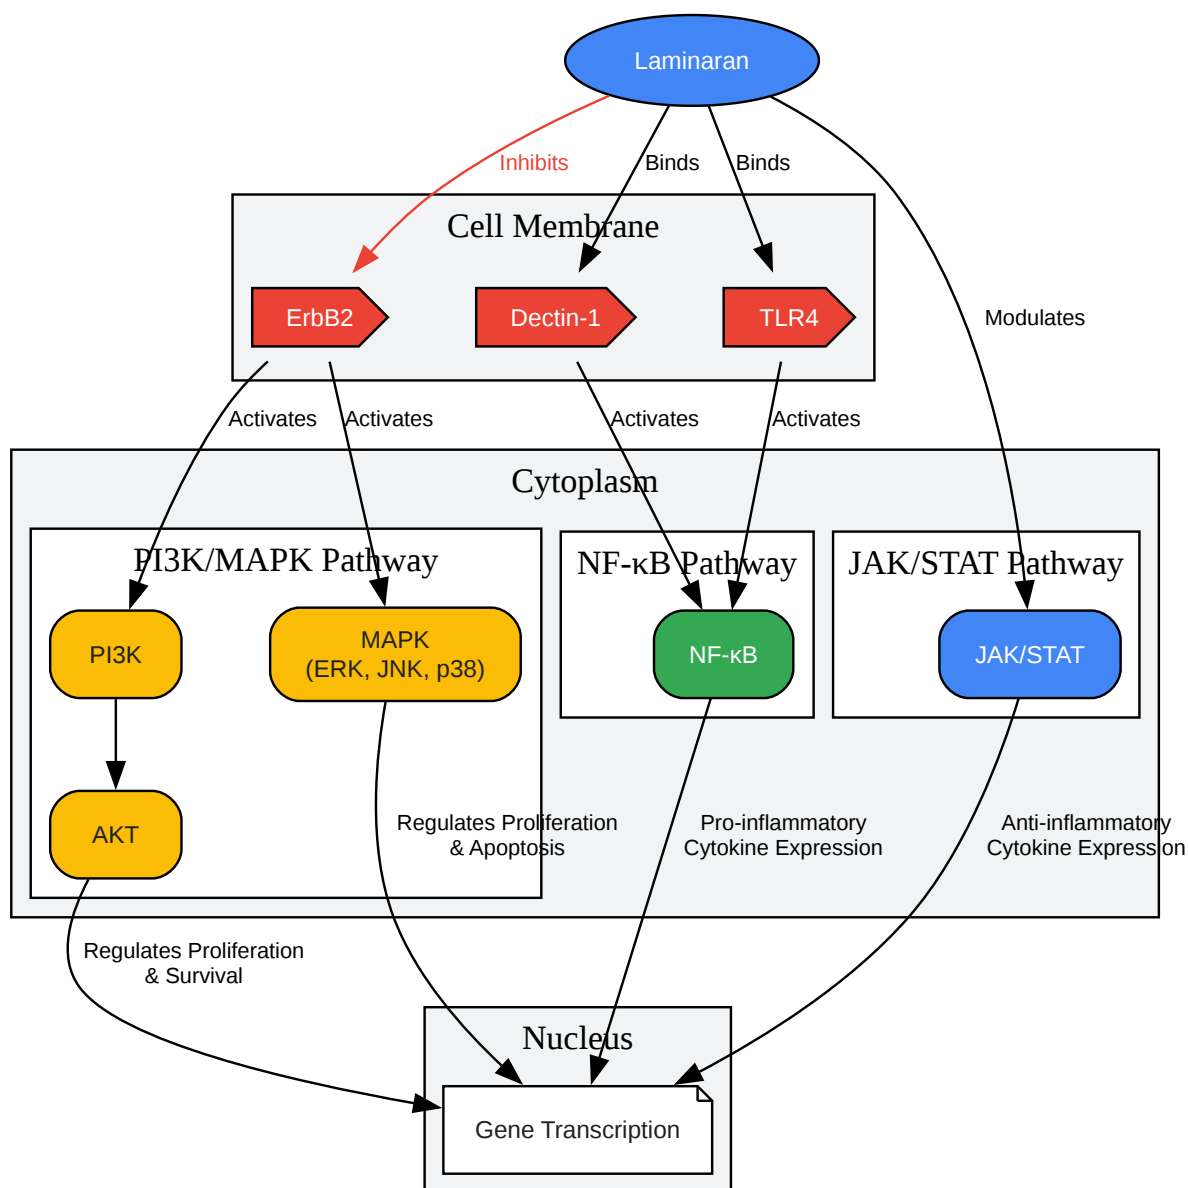 Laminaran
Inhibits
Binds
Binds
Cell Membrane
ErbB2
Dectin-1
TLR4
Modulates
Activates
Activates
Activates
Activates
Cytoplasm
PI3K/MAPK Pathway
NF-κB Pathway
JAK/STAT Pathway
PI3K
MAPK
(ERK, JNK, p38)
NF-κB
JAK/STAT
AKT
Regulates Proliferation
& Apoptosis
Pro-inflammatory
Cytokine Expression
Anti-inflammatory
Cytokine Expression
Regulates Proliferation
& Survival
Nucleus
Gene Transcription